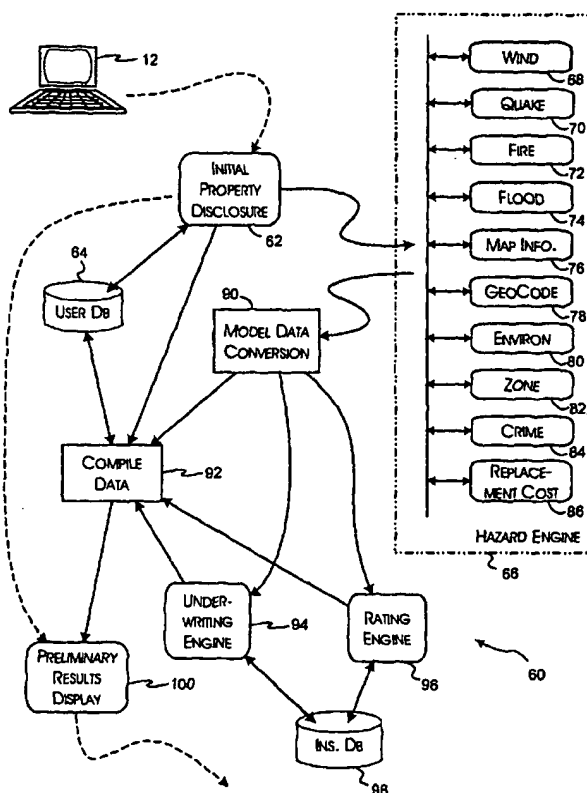 12
INITIAL
PROPERTY
DISCLOSURE
62
64
USER DB
90
MODEL DATA
CONVERSION
COMPILE
DATA
92
UNDER-
WRITING
ENGINE
94
RATING
ENGINE
96
PRELIMINARY
RESULTS
DISPLAY
100
INS. DB
98
60
WIND
68
QUAKE
70
FIRE
72
FLOOD
74
MAP INFO.
76
GEOCODE
78
ENVIRON
80
ZONE
82
CRIME
84
REPLACE-
MENT COST
86
HAZARD ENGINE
66